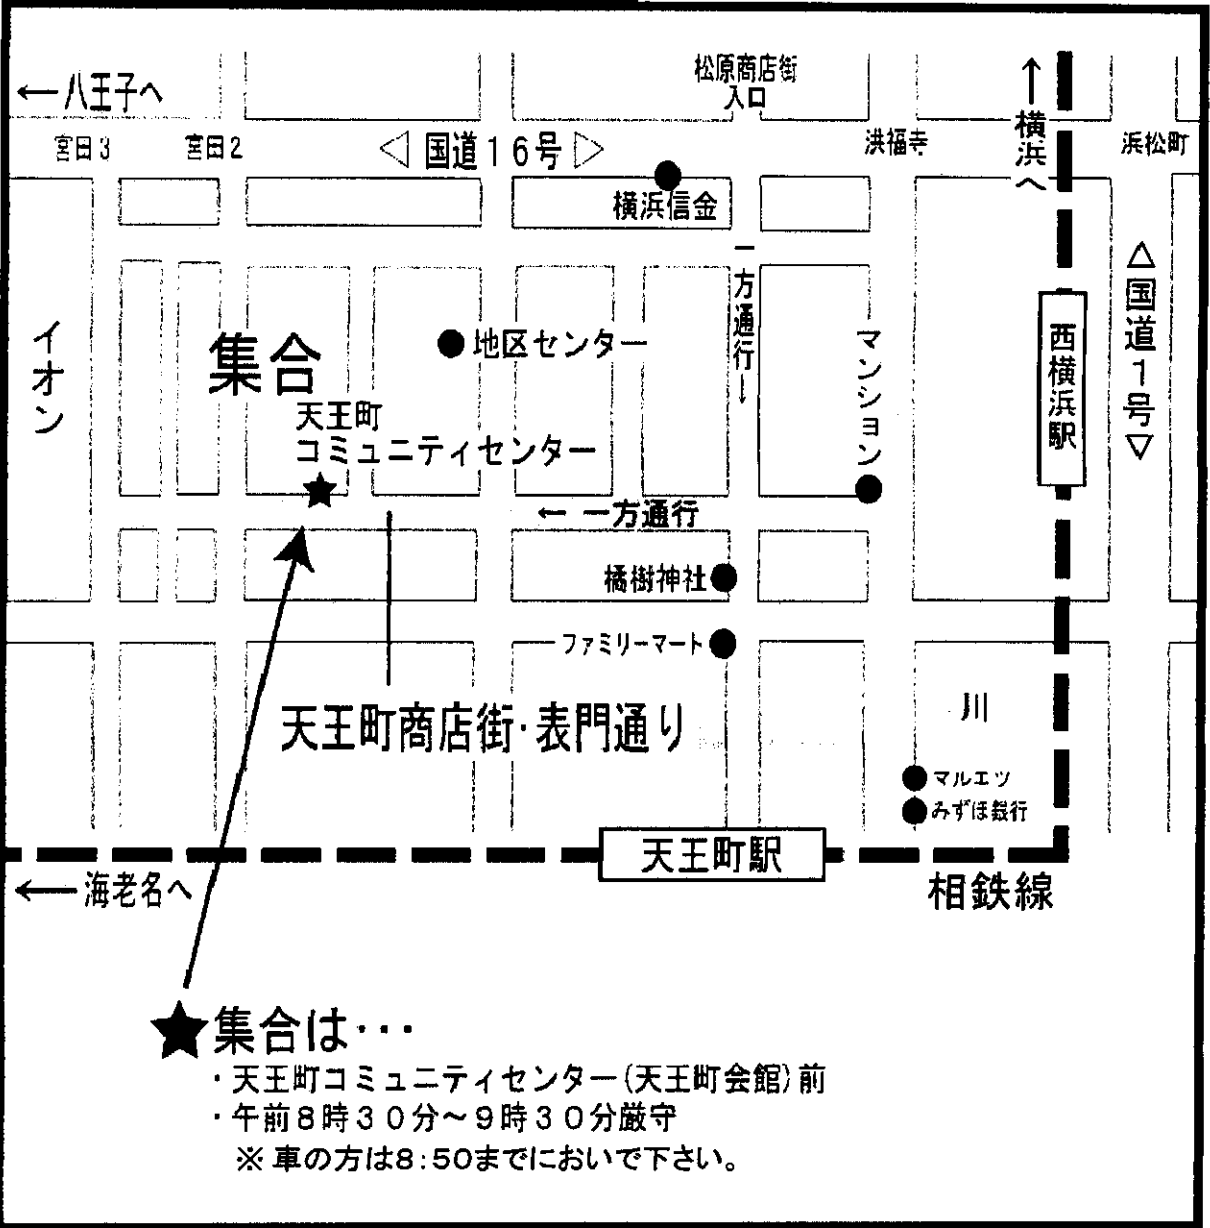 松原商店街
入口
←八王子へ
↑横浜へ
宮田3
宮田2
◁ 国道16号 ▷
洪福寺
浜松町
横浜信金
一方通行→
△国道1号▽
イオン
集合
地区センター
マンション
西横浜駅
天王町
コミュニティセンター
★
← 一方通行
橘樹神社
ファミリーマート
天王町商店街・表門通り
川
マルエツ
みずほ銀行
天王町駅
←海老名へ
相鉄線
★集合は・・・
・天王町コミュニティセンター(天王町会館)前
・午前8時30分～9時30分厳守
※車の方は8:50までにおいで下さい。